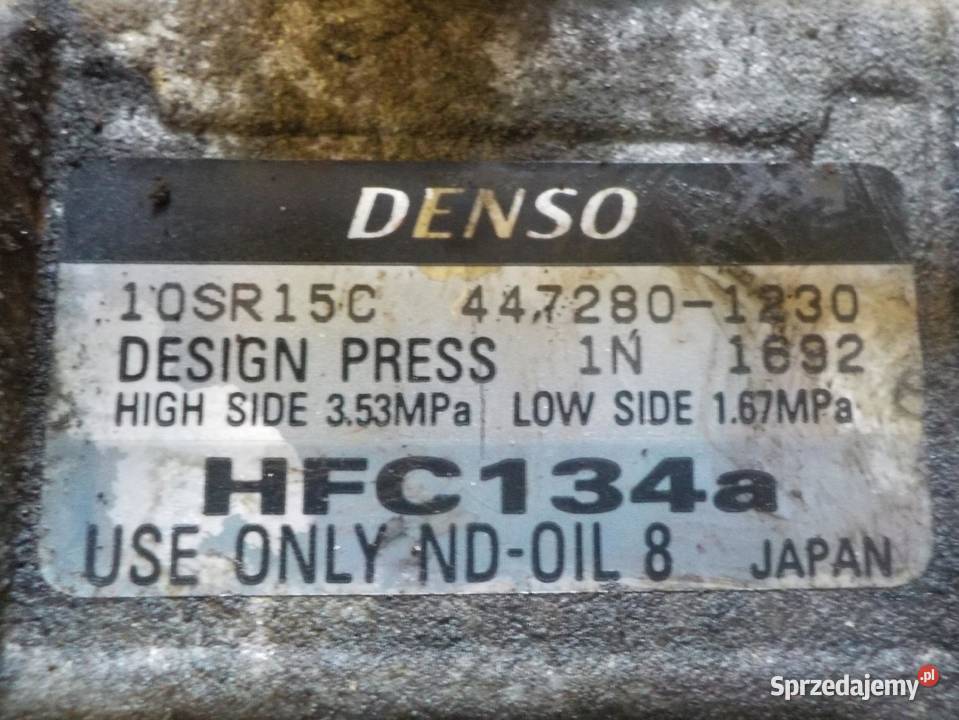 DENSO
10SR15C 447280-1230
DESIGN PRESS 1N 1692
HIGH SIDE 3.53MPa LOW SIDE 1.67MPa
HFC134a
USE ONLY ND-OIL 8 JAPAN
Sprzedajemy.pl